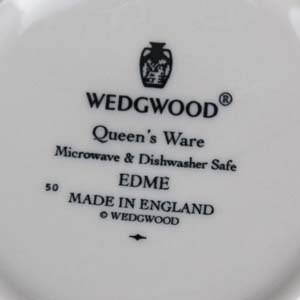 WEDGWOOD®
Queen's Ware
Microwave & Dishwasher Safe
EDME
50
MADE IN ENGLAND
© WEDGWOOD